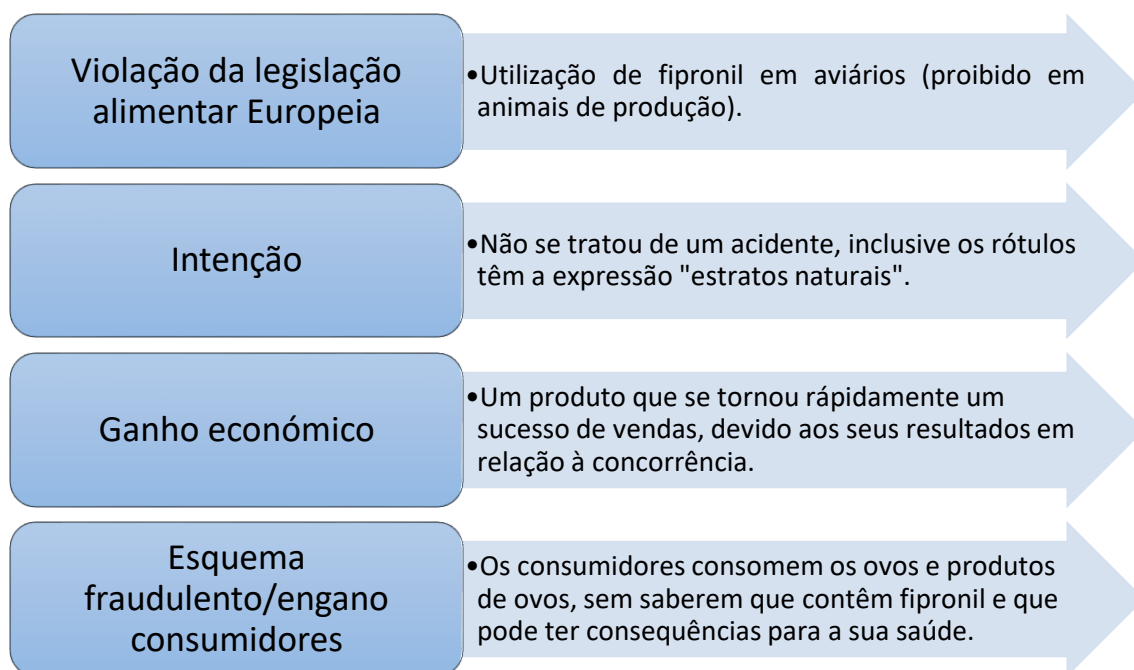 Violação da legislação
alimentar Europeia
•Utilização de fipronil em aviários (proibido em
animais de produção).
Intenção
•Não se tratou de um acidente, inclusive os rótulos
têm a expressão "estratos naturais".
Ganho económico
•Um produto que se tornou rápidamente um
sucesso de vendas, devido aos seus resultados em
relação à concorrência.
Esquema
fraudulento/engano
consumidores
•Os consumidores consomem os ovos e produtos
de ovos, sem saberem que contêm fipronil e que
pode ter consequências para a sua saúde.